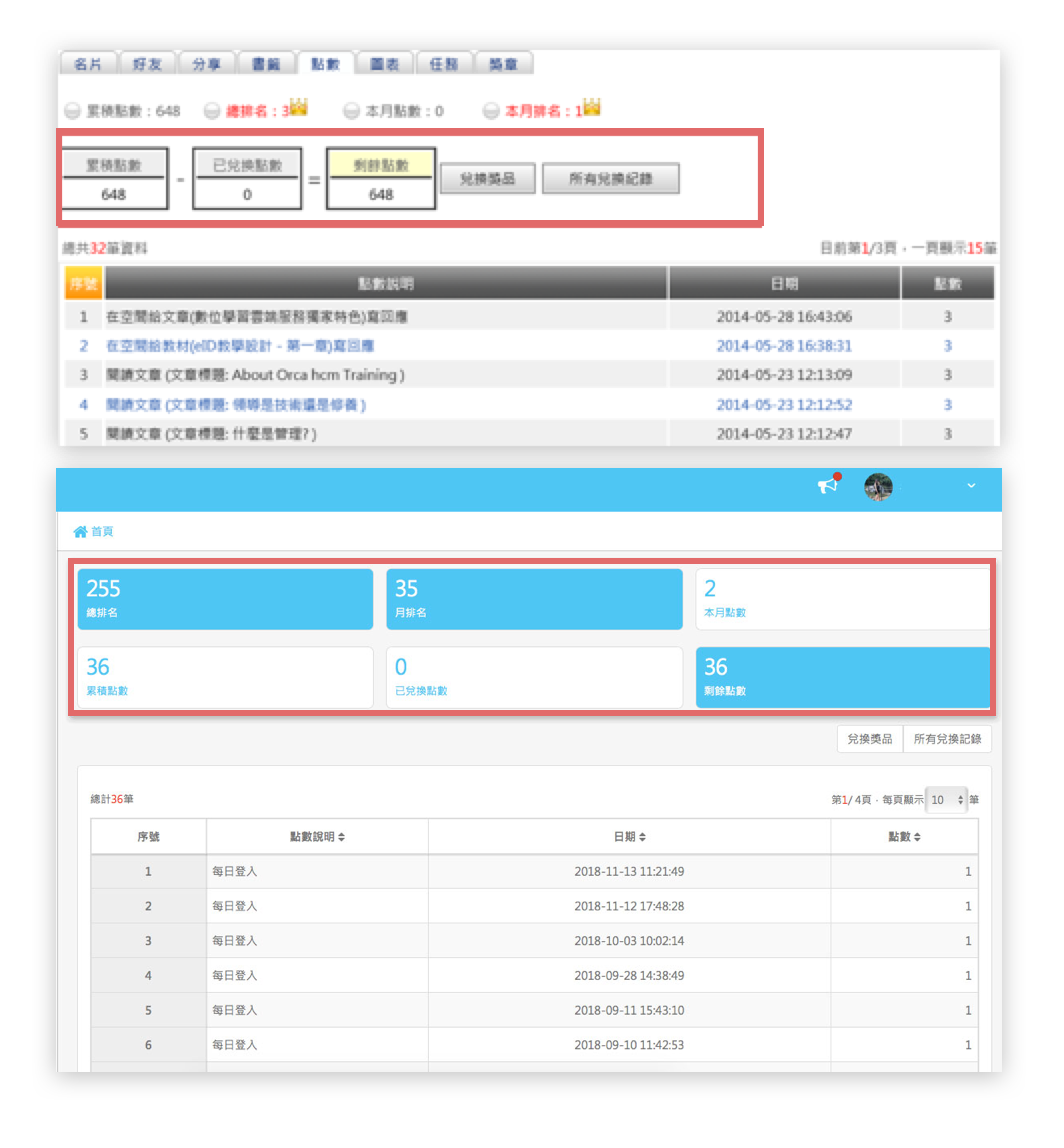 名片 好友 分享 書籤 點數 圖表 任務 獎章
累積點數：648 總排名：3 本月點數：0 本月排名：1
累積點數 已兌換點數 剩餘點數
648 - 0 = 648 兌換獎品 所有兌換紀錄
總共32筆資料 目前第1/3頁，一頁顯示15筆
序號 點數說明 日期 點數
1 在空間給文章(數位學習雲端服務獨家特色)寫回應 2014-05-28 16:43:06 3
2 在空間給教材(eID教學設計 - 第一章)寫回應 2014-05-28 16:38:31 3
3 閱讀文章 (文章標題: About Orca hcm Training ) 2014-05-23 12:13:09 3
4 閱讀文章 (文章標題: 領導是技術還是修養 ) 2014-05-23 12:12:52 3
5 閱讀文章 (文章標題: 什麼是管理? ) 2014-05-23 12:12:47 3
首頁
255 35 2
總排名 月排名 本月點數
36 0 36
累積點數 已兌換點數 剩餘點數
兌換獎品 所有兌換記錄
總計36筆 第1/ 4頁，每頁顯示 10 筆
序號 點數說明 日期 點數
1 每日登入 2018-11-13 11:21:49 1
2 每日登入 2018-11-12 17:48:28 1
3 每日登入 2018-10-03 10:02:14 1
4 每日登入 2018-09-28 14:38:49 1
5 每日登入 2018-09-11 15:43:10 1
6 每日登入 2018-09-10 11:42:53 1